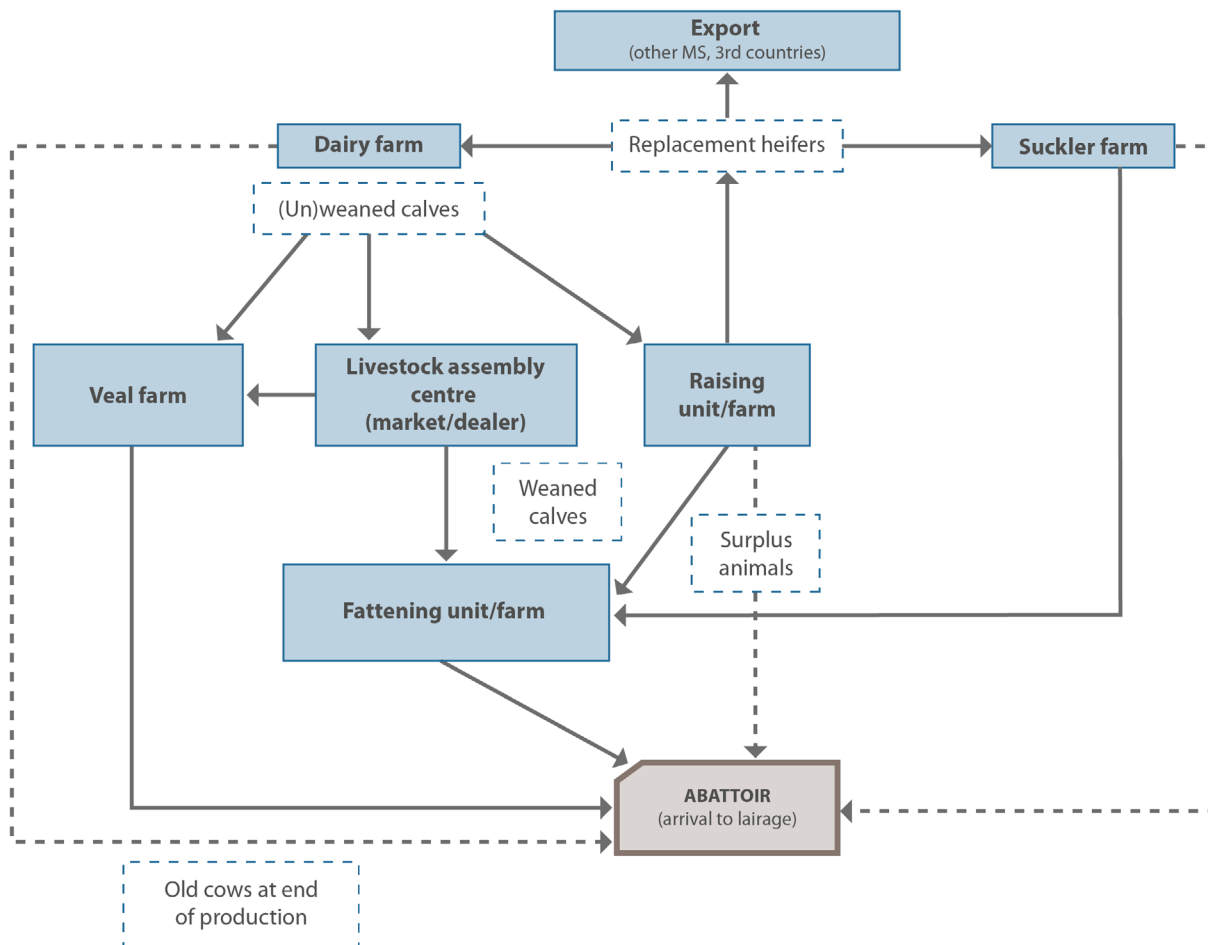 Export
(other MS, 3rd countries)
Dairy farm
Replacement heifers
Suckler farm
(Un)weaned calves
Veal farm
Livestock assembly
centre
(market/dealer)
Raising
unit/farm
Weaned
calves
Surplus
animals
Fattening unit/farm
ABATTOIR
(arrival to lairage)
Old cows at end
of production